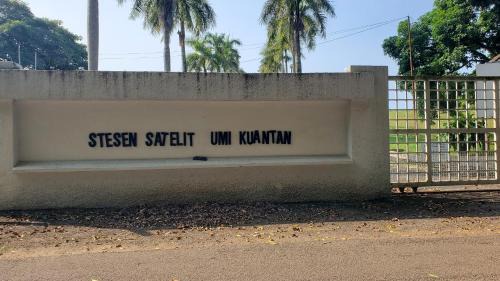 STESEN SATELIT UMI KUANTAN